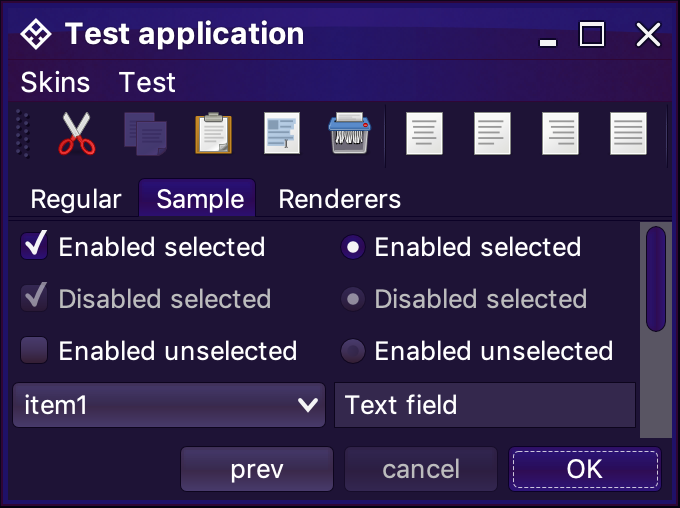 Test application
Skins Test
Regular Sample Renderers
Enabled selected Enabled selected
Disabled selected Disabled selected
Enabled unselected Enabled unselected
item1 Text field
prev cancel OK